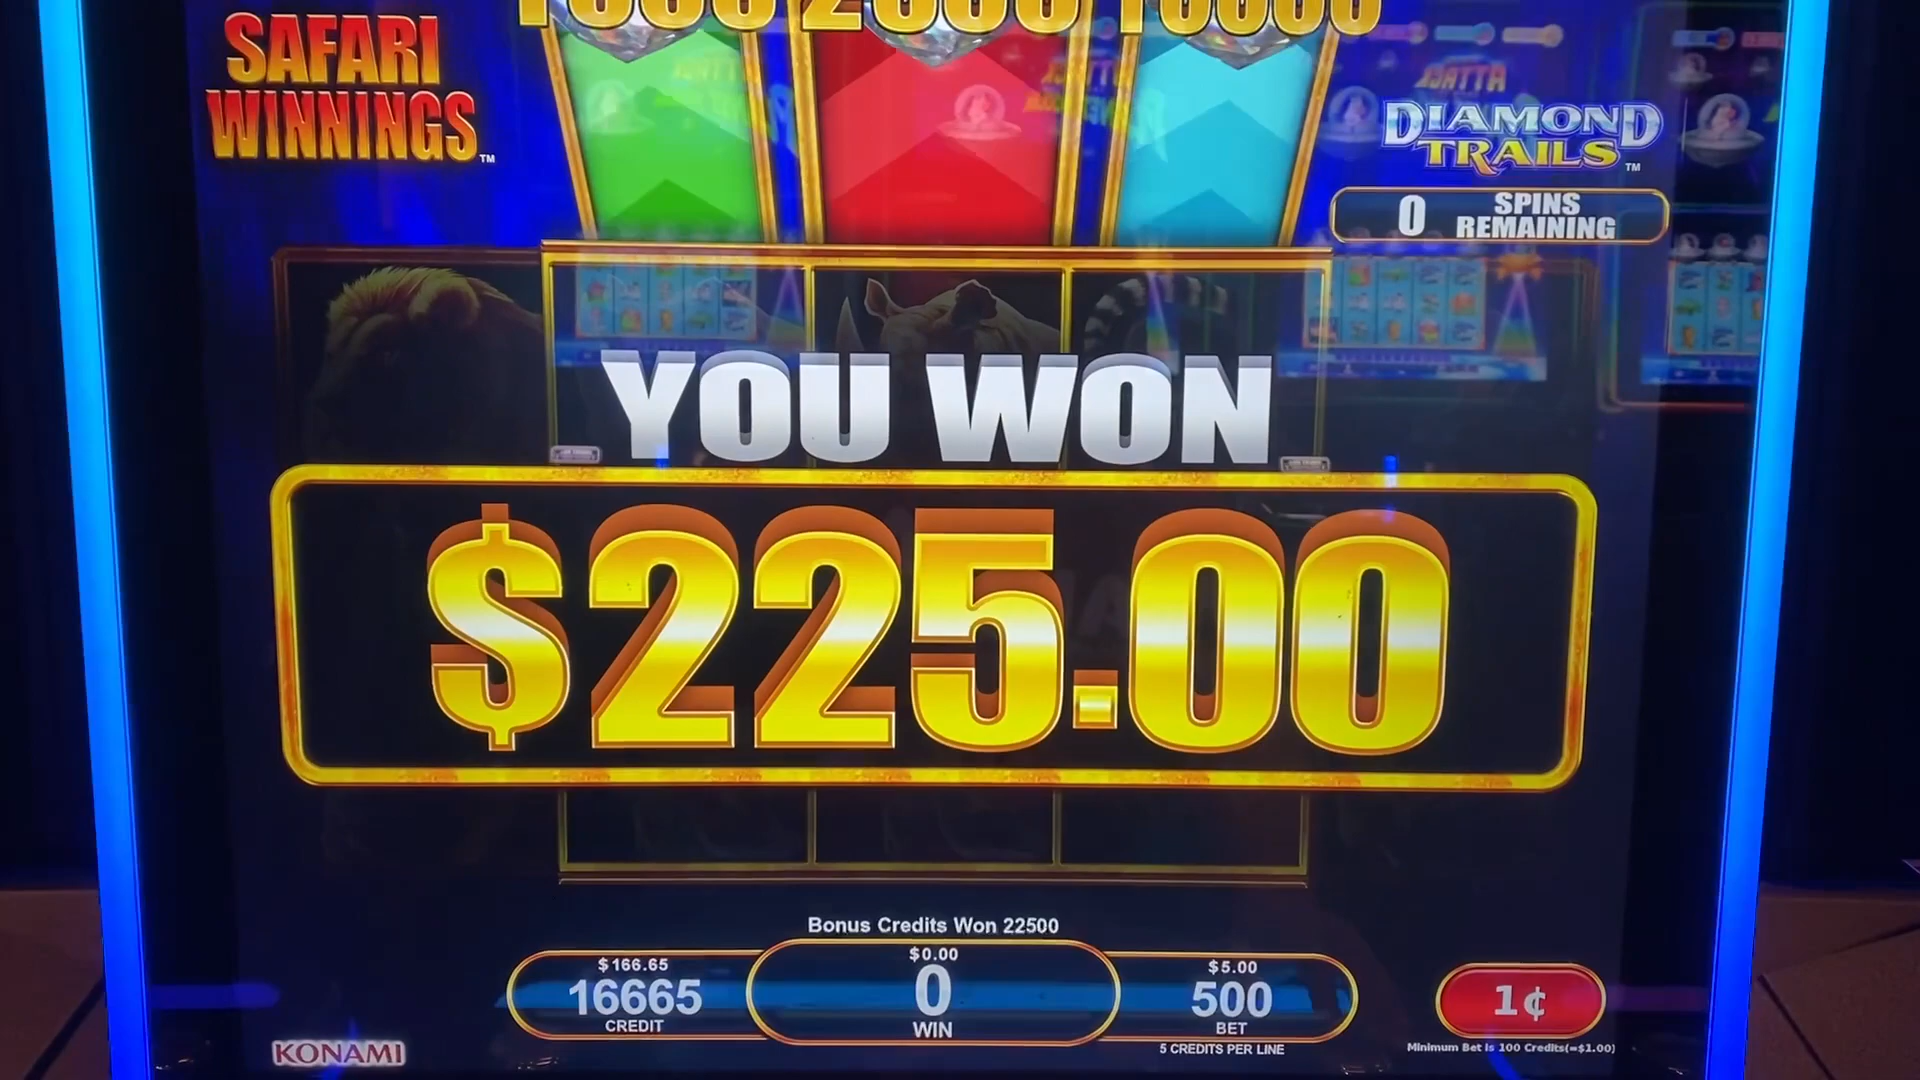 SAFARI
WINNINGS™
DIAMOND
TRAILS™
0 SPINS
REMAINING
YOU WON
$225.00
Bonus Credits Won 22500
$166.65
16665
CREDIT
$0.00
0
WIN
$5.00
500
BET
5 CREDITS PER LINE
1¢
Minimum Bet is 100 Credits(=$1.00)
KONAMI